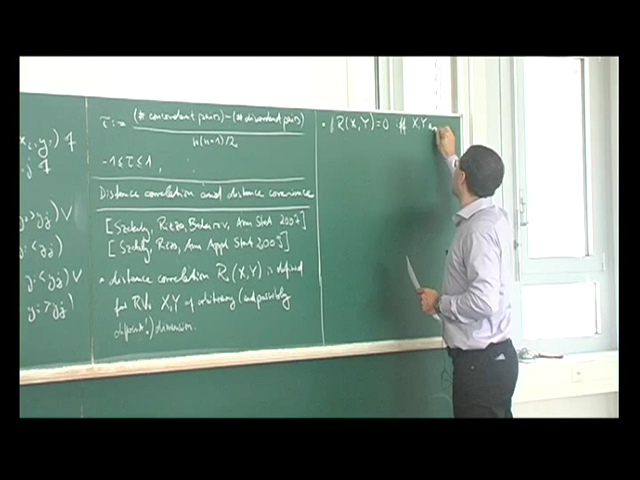 x i, y i) ⊄
j ⊄
y i > y j) V
y i < y j)
y i < y j) V
y i > y j)
τ := (# concordant pairs) - (# discordant pairs)
n(n-1)/2
-1 ≤ τ ≤ 1,
Distance correlation and distance covariance
[Székely, Rizzo, Bakirov, Ann Stat 2007]
[Székely, Rizzo, Ann Appl Stat 2009]
• distance correlation R(X,Y) is defined
for RVs X,Y of arbitrary (and possibly
) dimension.
• R(X,Y)=0 iff X,Y